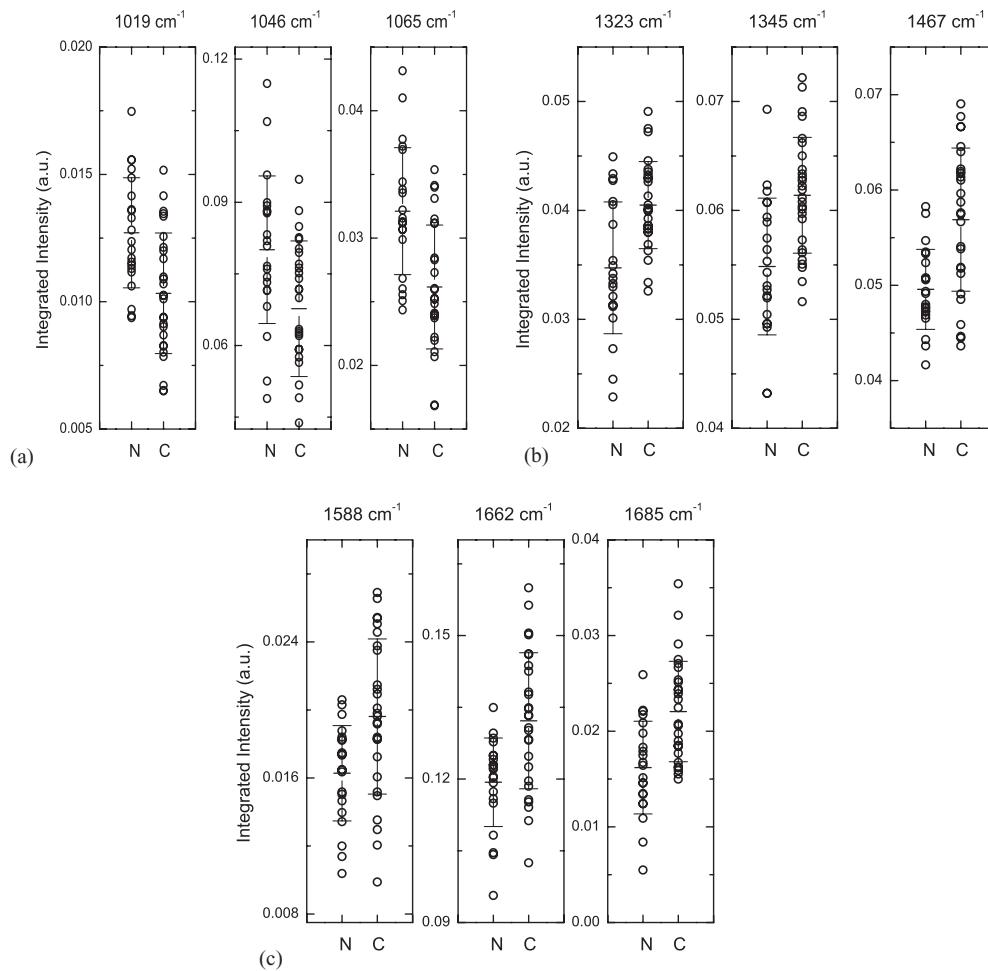 1019 cm⁻¹ 1046 cm⁻¹ 1065 cm⁻¹
0.020
0.015
0.010
0.005
0.12
0.09
0.06
0.04
0.03
0.02
Integrated Intensity (a.u.)
N C N C N C
(a)
1323 cm⁻¹ 1345 cm⁻¹ 1467 cm⁻¹
0.05
0.04
0.03
0.02
0.07
0.06
0.05
0.04
0.06
0.05
0.04
Integrated Intensity (a.u.)
N C N C N C
(b)
1588 cm⁻¹ 1662 cm⁻¹ 1685 cm⁻¹
0.024
0.016
0.008
0.15
0.12
0.09
0.04
0.03
0.02
0.01
0.00
Integrated Intensity (a.u.)
N C N C N C
(c)